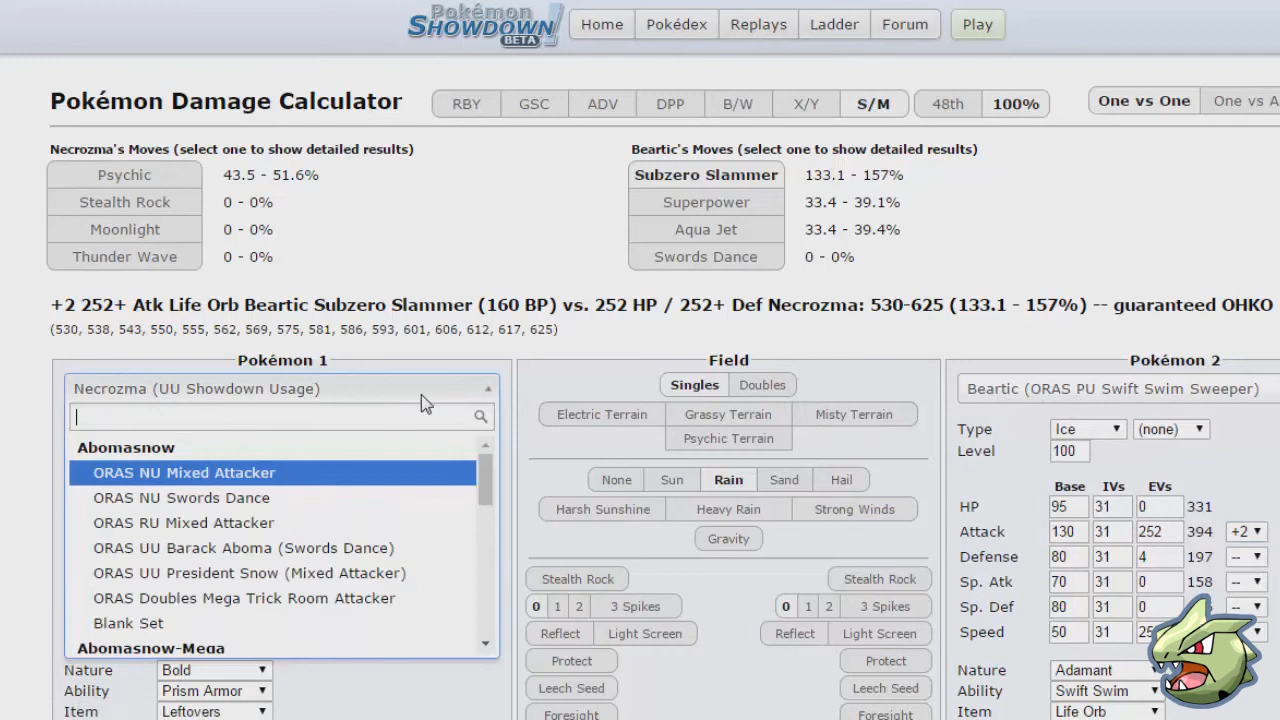 Pokémon
SHOWDOWN!
BETA
Home Pokédex Replays Ladder Forum Play
Pokémon Damage Calculator
RBY GSC ADV DPP B/W X/Y S/M 48th 100% One vs One One vs A
Necrozma's Moves (select one to show detailed results)
Psychic 43.5 - 51.6%
Stealth Rock 0 - 0%
Moonlight 0 - 0%
Thunder Wave 0 - 0%
Beartic's Moves (select one to show detailed results)
Subzero Slammer 133.1 - 157%
Superpower 33.4 - 39.1%
Aqua Jet 33.4 - 39.4%
Swords Dance 0 - 0%
+2 252+ Atk Life Orb Beartic Subzero Slammer (160 BP) vs. 252 HP / 252+ Def Necrozma: 530-625 (133.1 - 157%) -- guaranteed OHKO
(530, 538, 543, 550, 555, 562, 569, 575, 581, 586, 593, 601, 606, 612, 617, 625)
Pokémon 1
Necrozma (UU Showdown Usage)
Abomasnow
ORAS NU Mixed Attacker
ORAS NU Swords Dance
ORAS RU Mixed Attacker
ORAS UU Barack Aboma (Swords Dance)
ORAS UU President Snow (Mixed Attacker)
ORAS Doubles Mega Trick Room Attacker
Blank Set
Abomasnow-Mega
Nature Bold
Ability Prism Armor
Item Leftovers
Field
Singles Doubles
Electric Terrain Grassy Terrain Misty Terrain
Psychic Terrain
None Sun Rain Sand Hail
Harsh Sunshine Heavy Rain Strong Winds
Gravity
Stealth Rock Stealth Rock
0 1 2 3 Spikes 0 1 2 3 Spikes
Reflect Light Screen Reflect Light Screen
Protect Protect
Leech Seed Leech Seed
Foresight Foresight
Pokémon 2
Beartic (ORAS PU Swift Swim Sweeper)
Type Ice (none)
Level 100
Base IVs EVs
HP 95 31 0 331
Attack 130 31 252 394 +2
Defense 80 31 4 197 --
Sp. Atk 70 31 0 158 --
Sp. Def 80 31 0 --
Speed 50 31
Nature Adamant
Ability Swift Swim
Item Life Orb